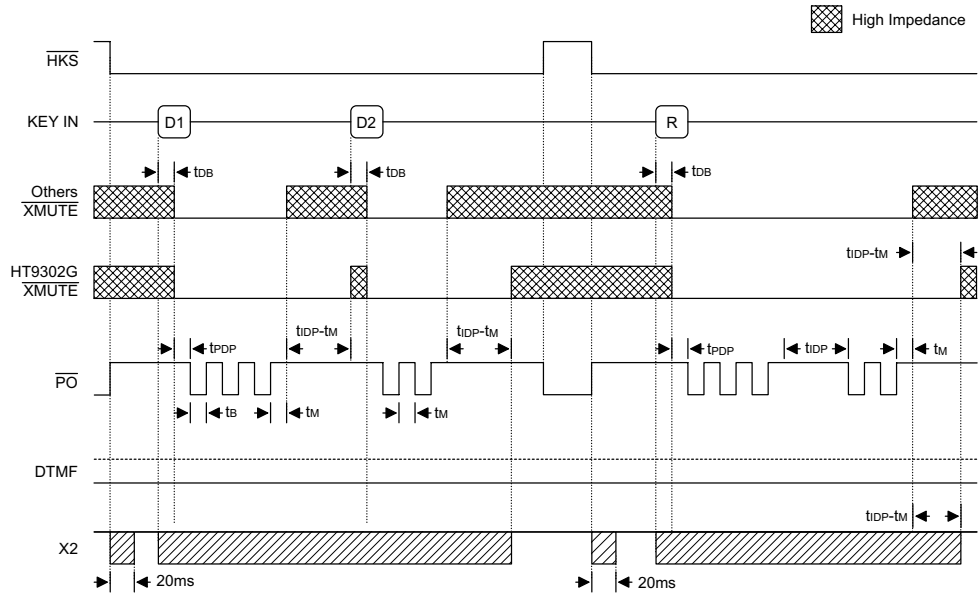 High Impedance
HKS
KEY IN
D1
D2
R
tDB
tDB
tDB
Others
XMUTE
tIDP-tM
HT9302G
XMUTE
tPDP
tIDP-tM
tIDP-tM
tPDP
tIDP
tM
PO
tB
tM
tM
DTMF
tIDP-tM
X2
20ms
20ms